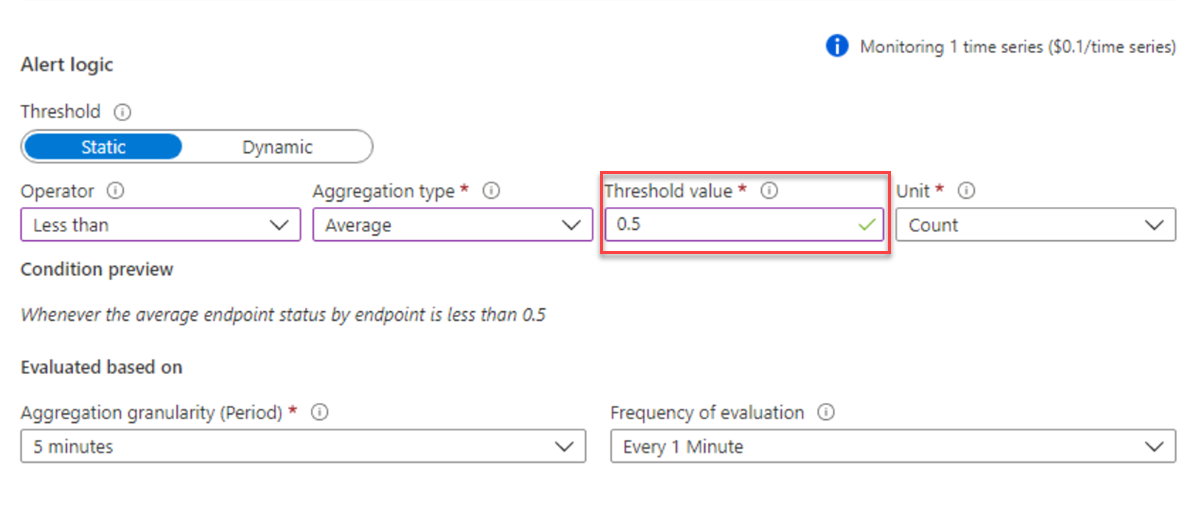 Monitoring 1 time series ($0.1/time series)
Alert logic
Threshold
Static Dynamic
Operator Aggregation type * Threshold value * Unit *
Less than Average 0.5 Count
Condition preview
Whenever the average endpoint status by endpoint is less than 0.5
Evaluated based on
Aggregation granularity (Period) * Frequency of evaluation
5 minutes Every 1 Minute